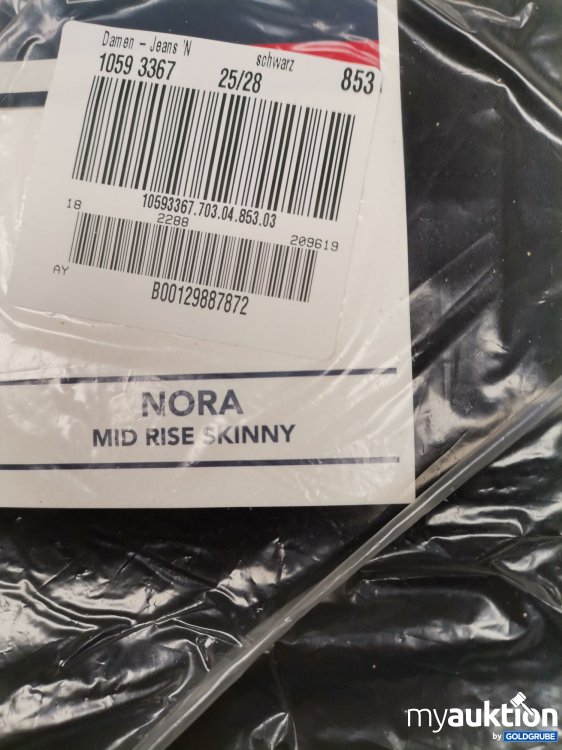 Damen – Jeans 'N
schwarz
1059 3367 25/28 853
10593367.703.04.853.03
18 2288 209619
AY
B00129887872
NORA
MID RISE SKINNY
myauktion
by GOLDGRUBE